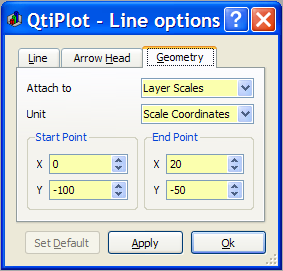 QtiPlot - Line options
Line Arrow Head Geometry
Attach to Layer Scales
Unit Scale Coordinates
Start Point End Point
X 0 X 20
Y -100 Y -50
Set Default Apply Ok